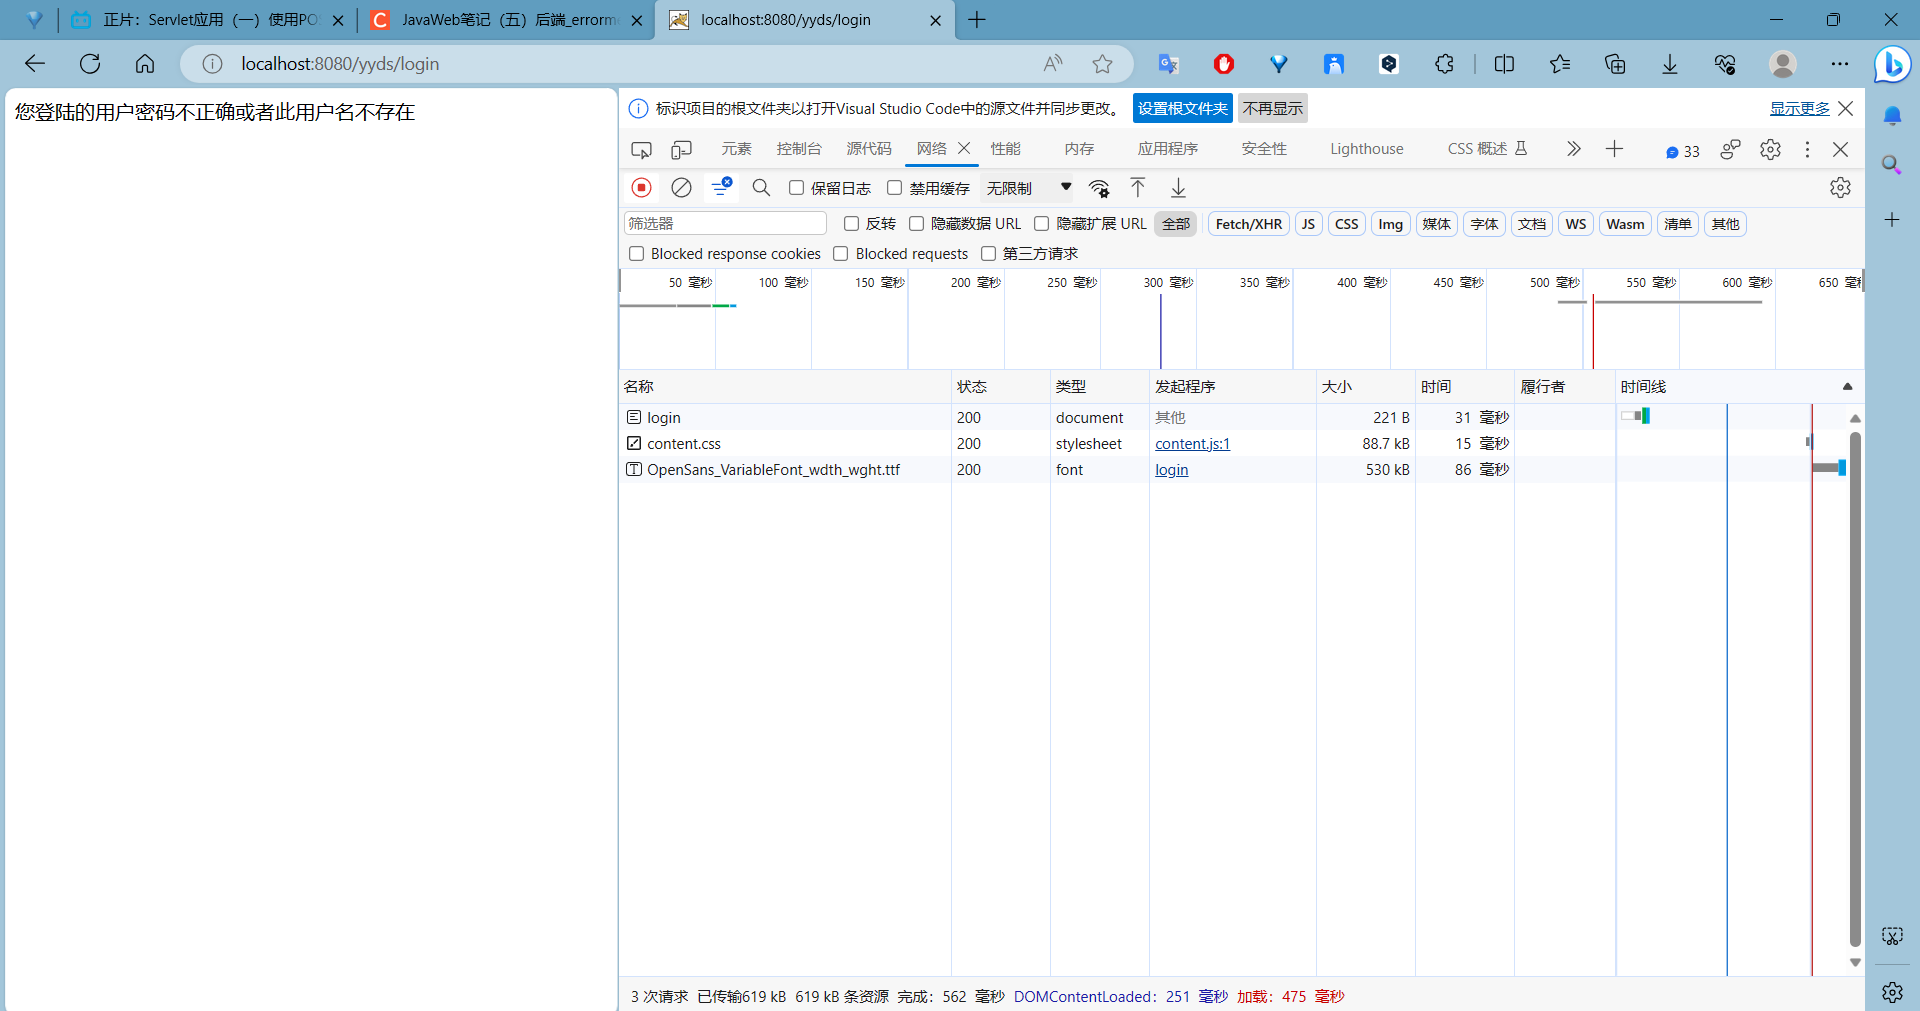 正片：Servlet应用（一）使用PO
JavaWeb笔记（五）后端_errorm
localhost:8080/yyds/login
localhost:8080/yyds/login
您登陆的用户密码不正确或者此用户名不存在
标识项目的根文件夹以打开Visual Studio Code中的源文件并同步更改。 设置根文件夹 不再显示 显示更多
元素 控制台 源代码 网络 性能 内存 应用程序 安全性 Lighthouse CSS 概述 33
保留日志 禁用缓存 无限制
筛选器 反转 隐藏数据 URL 隐藏扩展 URL 全部 Fetch/XHR JS CSS Img 媒体 字体 文档 WS Wasm 清单 其他
Blocked response cookies Blocked requests 第三方请求
50 毫秒 100 毫秒 150 毫秒 200 毫秒 250 毫秒 300 毫秒 350 毫秒 400 毫秒 450 毫秒 500 毫秒 550 毫秒 600 毫秒 650 毫
名称 状态 类型 发起程序 大小 时间 履行者 时间线
login 200 document 其他 221 B 31 毫秒
content.css 200 stylesheet content.js:1 88.7 kB 15 毫秒
OpenSans_VariableFont_wdth_wght.ttf 200 font login 530 kB 86 毫秒
3 次请求 已传输619 kB 619 kB 条资源 完成：562 毫秒 DOMContentLoaded：251 毫秒 加载：475 毫秒